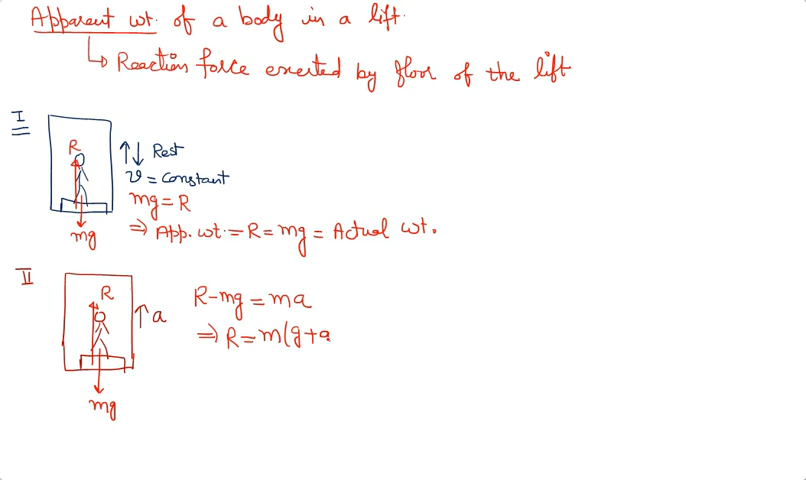 Apparent wt. of a body in a lift.
↳ Reaction force exerted by floor of the lift
I
R
↑↓ Rest
v = Constant
mg = R
mg
⇒ App. wt. = R = mg = Actual wt.
II
R
↑ a
R - mg = ma
⇒ R = m(g+a
mg